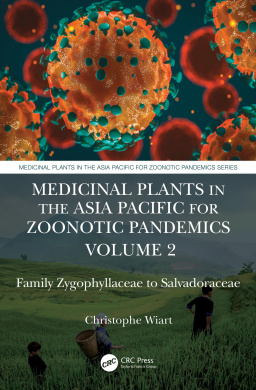 MEDICINAL PLANTS IN THE ASIA PACIFIC FOR ZOONOTIC PANDEMICS SERIES
MEDICINAL PLANTS IN
THE ASIA PACIFIC FOR
ZOONOTIC PANDEMICS
VOLUME 2
Family Zygophyllaceae to Salvadoraceae
Christophe Wiart
CRC
CRC Press
Taylor & Francis Group